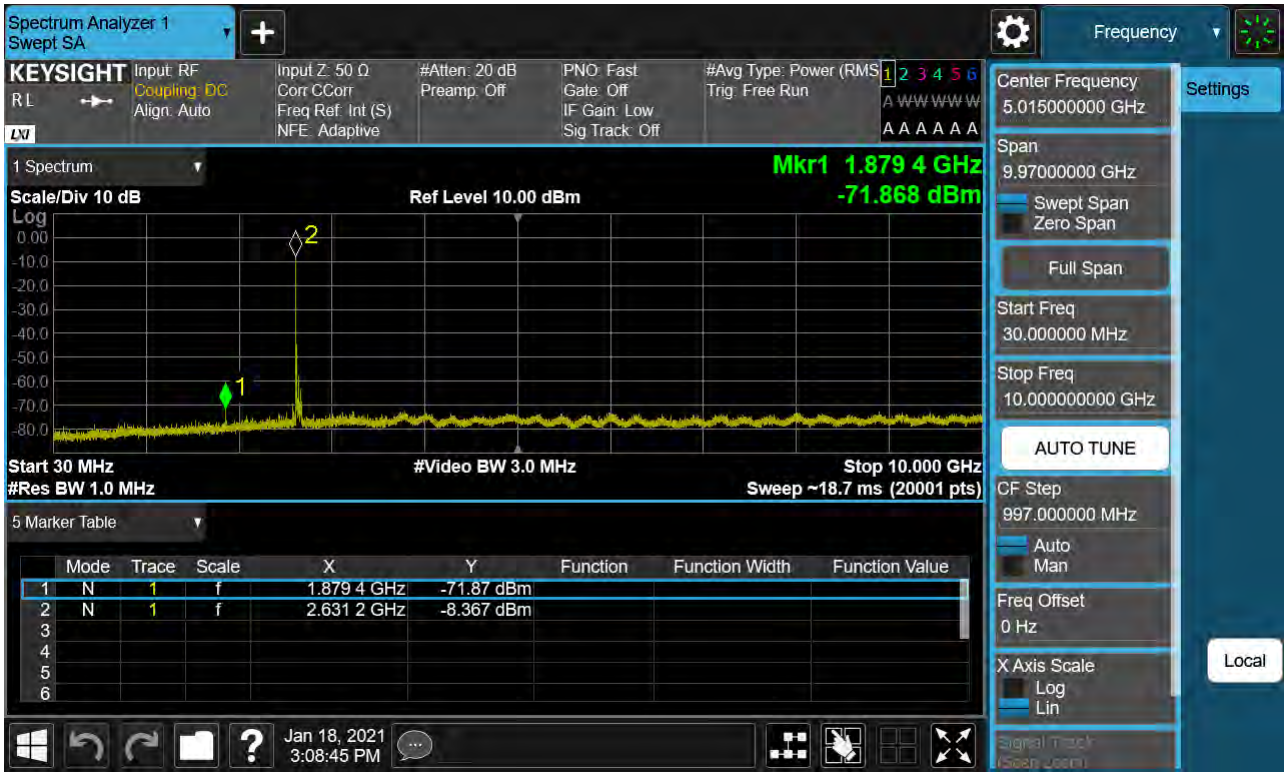 Spectrum Analyzer 1
Swept SA
+
Frequency
KEYSIGHT
RL
LXI
Input: RF
Coupling: DC
Align: Auto
Input Z: 50 Ω
Corr CCorr
Freq Ref: Int (S)
NFE: Adaptive
#Atten: 20 dB
Preamp: Off
PNO: Fast
Gate: Off
IF Gain: Low
Sig Track: Off
#Avg Type: Power (RMS
Trig: Free Run
1 2 3 4 5 6
A W W W W W
A A A A A A
1 Spectrum
Mkr1 1.879 4 GHz
-71.868 dBm
Scale/Div 10 dB
Ref Level 10.00 dBm
Log
0.00
-10.0
-20.0
-30.0
-40.0
-50.0
-60.0
-70.0
-80.0
2
1
Start 30 MHz
#Video BW 3.0 MHz
Stop 10.000 GHz
#Res BW 1.0 MHz
Sweep ~18.7 ms (20001 pts)
5 Marker Table
Mode Trace Scale X Y Function Function Width Function Value
1 N 1 f 1.879 4 GHz -71.87 dBm
2 N 1 f 2.631 2 GHz -8.367 dBm
3
4
5
6
Jan 18, 2021
3:08:45 PM
?
Center Frequency
5.015000000 GHz
Span
9.97000000 GHz
Swept Span
Zero Span
Full Span
Start Freq
30.000000 MHz
Stop Freq
10.000000000 GHz
AUTO TUNE
CF Step
997.000000 MHz
Auto
Man
Freq Offset
0 Hz
X Axis Scale
Log
Lin
Signal Track
(Span Zoom)
Settings
Local